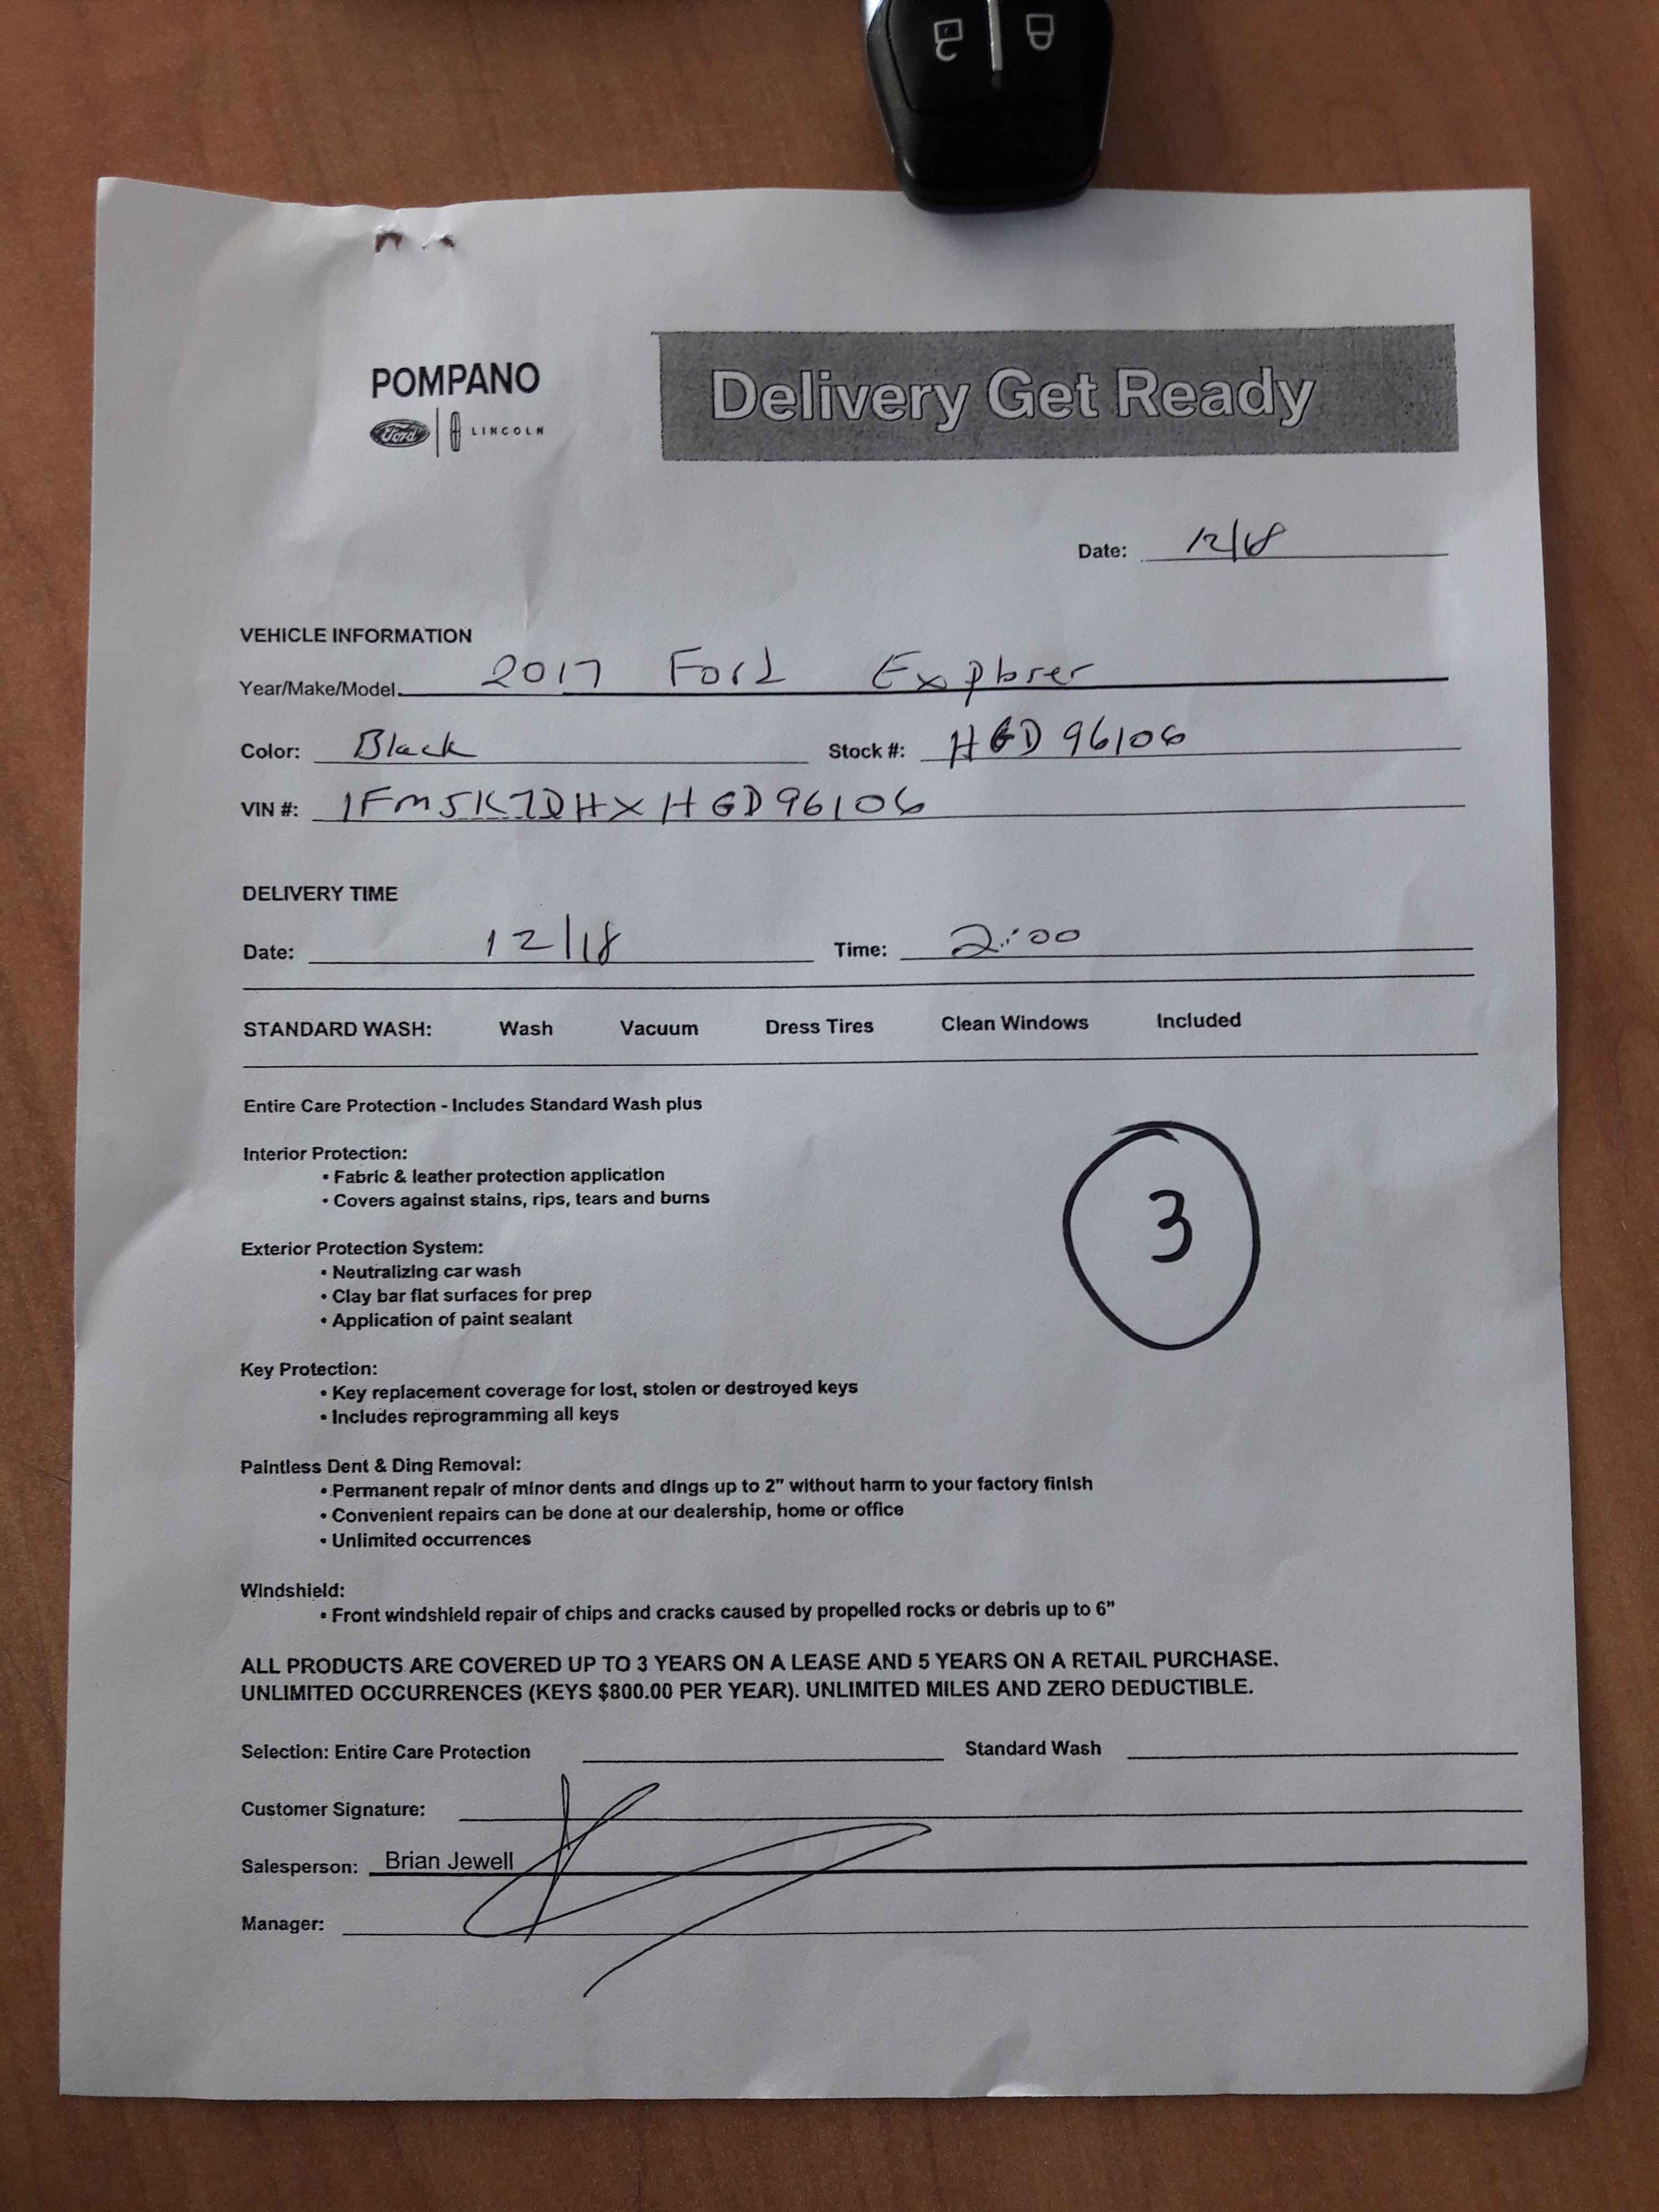 POMPANO
Ford LINCOLN
Delivery Get Ready
Date: 12/18
VEHICLE INFORMATION
Year/Make/Model. 2017 Ford Explorer
Color: Black Stock #: HGD96106
VIN #: 1FM5K7DHXHGD96106
DELIVERY TIME
Date: 12/18 Time: 2:00
STANDARD WASH: Wash Vacuum Dress Tires Clean Windows Included
Entire Care Protection - Includes Standard Wash plus
Interior Protection:
• Fabric & leather protection application
• Covers against stains, rips, tears and burns
3
Exterior Protection System:
• Neutralizing car wash
• Clay bar flat surfaces for prep
• Application of paint sealant
Key Protection:
• Key replacement coverage for lost, stolen or destroyed keys
• Includes reprogramming all keys
Paintless Dent & Ding Removal:
• Permanent repair of minor dents and dings up to 2" without harm to your factory finish
• Convenient repairs can be done at our dealership, home or office
• Unlimited occurrences
Windshield:
• Front windshield repair of chips and cracks caused by propelled rocks or debris up to 6"
ALL PRODUCTS ARE COVERED UP TO 3 YEARS ON A LEASE AND 5 YEARS ON A RETAIL PURCHASE.
UNLIMITED OCCURRENCES (KEYS $800.00 PER YEAR). UNLIMITED MILES AND ZERO DEDUCTIBLE.
Selection: Entire Care Protection Standard Wash
Customer Signature:
Salesperson: Brian Jewell
Manager: